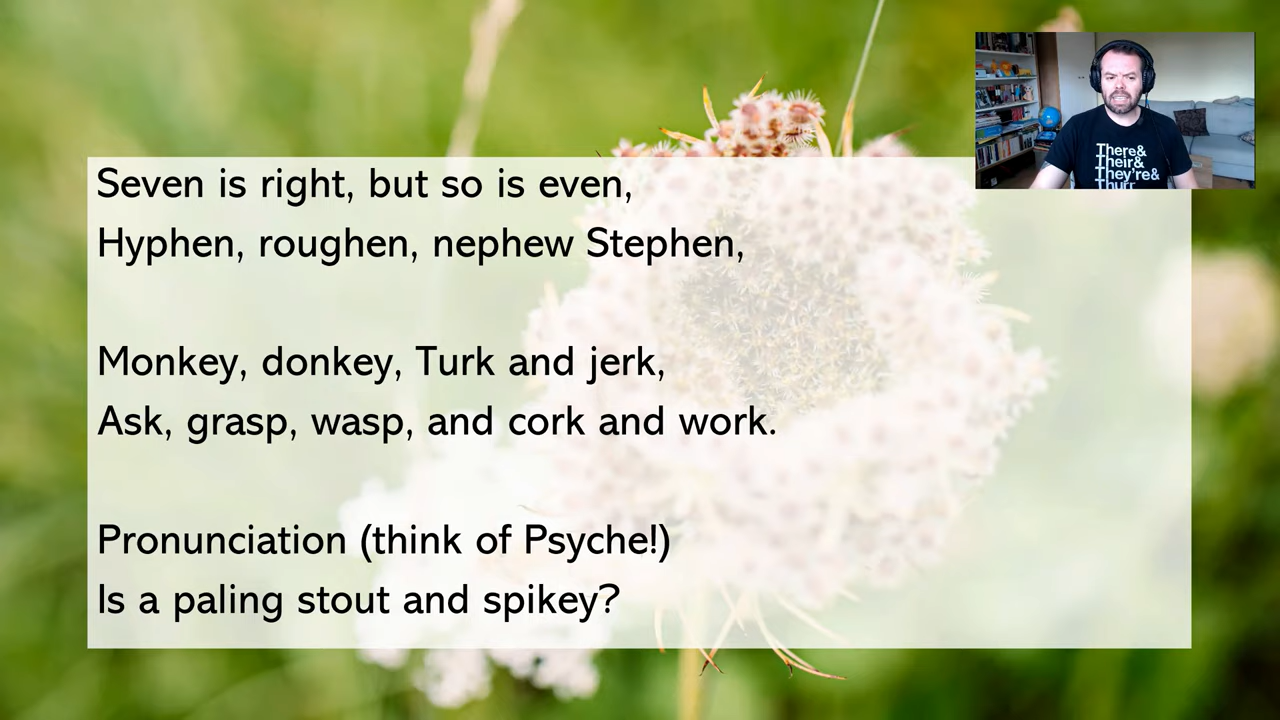 Seven is right, but so is even,
Hyphen, roughen, nephew Stephen,
Monkey, donkey, Turk and jerk,
Ask, grasp, wasp, and cork and work.
Pronunciation (think of Psyche!)
Is a paling stout and spikey?
There&
Their&
They're&